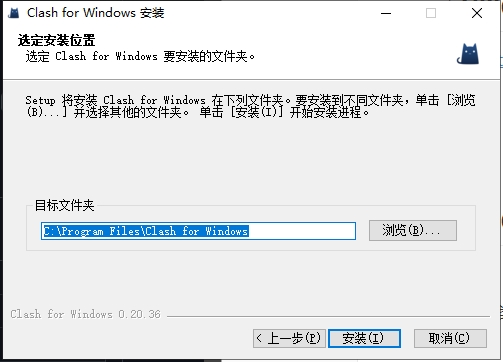 Clash for Windows 安装
选定安装位置
选定 Clash for Windows 要安装的文件夹。
Setup 将安装 Clash for Windows 在下列文件夹。要安装到不同文件夹，单击 [浏览
(B)...] 并选择其他的文件夹。 单击 [安装(I)] 开始安装进程。
目标文件夹
C:\Program Files\Clash for Windows
浏览(B)...
Clash for Windows 0.20.36
< 上一步(P)
安装(I)
取消(C)